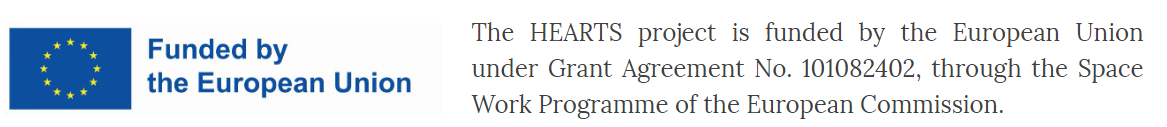 Funded by
the European Union
The HEARTS project is funded by the European Union
under Grant Agreement No. 101082402, through the Space
Work Programme of the European Commission.